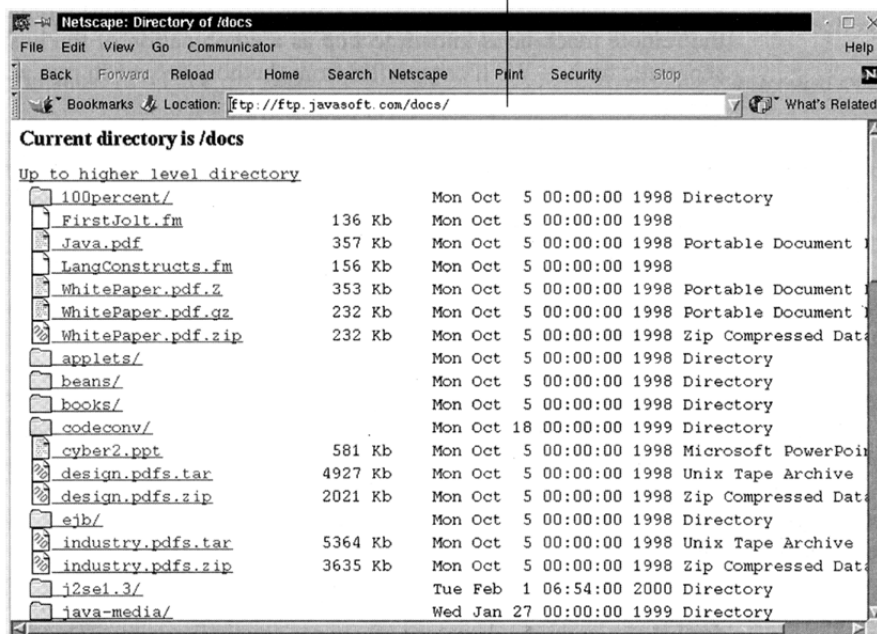 Netscape: Directory of /docs
File Edit View Go Communicator Help
Back Forward Reload Home Search Netscape Print Security Stop N
Bookmarks Location: ftp://ftp.javasoft.com/docs/ What's Related
Current directory is /docs
Up to higher level directory
100percent/ Mon Oct 5 00:00:00 1998 Directory
FirstJolt.fm 136 Kb Mon Oct 5 00:00:00 1998
Java.pdf 357 Kb Mon Oct 5 00:00:00 1998 Portable Document
LangConstructs.fm 156 Kb Mon Oct 5 00:00:00 1998
WhitePaper.pdf.Z 353 Kb Mon Oct 5 00:00:00 1998 Portable Document
WhitePaper.pdf.gz 232 Kb Mon Oct 5 00:00:00 1998 Portable Document
WhitePaper.pdf.zip 232 Kb Mon Oct 5 00:00:00 1998 Zip Compressed Data
applets/ Mon Oct 5 00:00:00 1998 Directory
beans/ Mon Oct 5 00:00:00 1998 Directory
books/ Mon Oct 5 00:00:00 1998 Directory
codeconv/ Mon Oct 18 00:00:00 1999 Directory
cyber2.ppt 581 Kb Mon Oct 5 00:00:00 1998 Microsoft PowerPoin
design.pdfs.tar 4927 Kb Mon Oct 5 00:00:00 1998 Unix Tape Archive
design.pdfs.zip 2021 Kb Mon Oct 5 00:00:00 1998 Zip Compressed Data
ejb/ Mon Oct 5 00:00:00 1998 Directory
industry.pdfs.tar 5364 Kb Mon Oct 5 00:00:00 1998 Unix Tape Archive
industry.pdfs.zip 3635 Kb Mon Oct 5 00:00:00 1998 Zip Compressed Data
j2se1.3/ Tue Feb 1 06:54:00 2000 Directory
java-media/ Wed Jan 27 00:00:00 1999 Directory